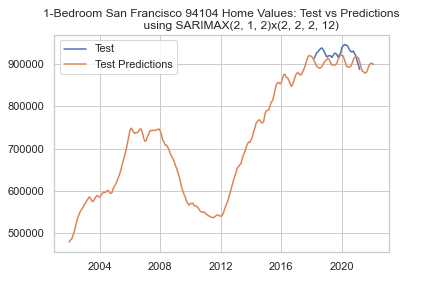 1-Bedroom San Francisco 94104 Home Values: Test vs Predictions
using SARIMAX(2, 1, 2)x(2, 2, 2, 12)
Test
Test Predictions
900000
800000
700000
600000
500000
2004
2008
2012
2016
2020